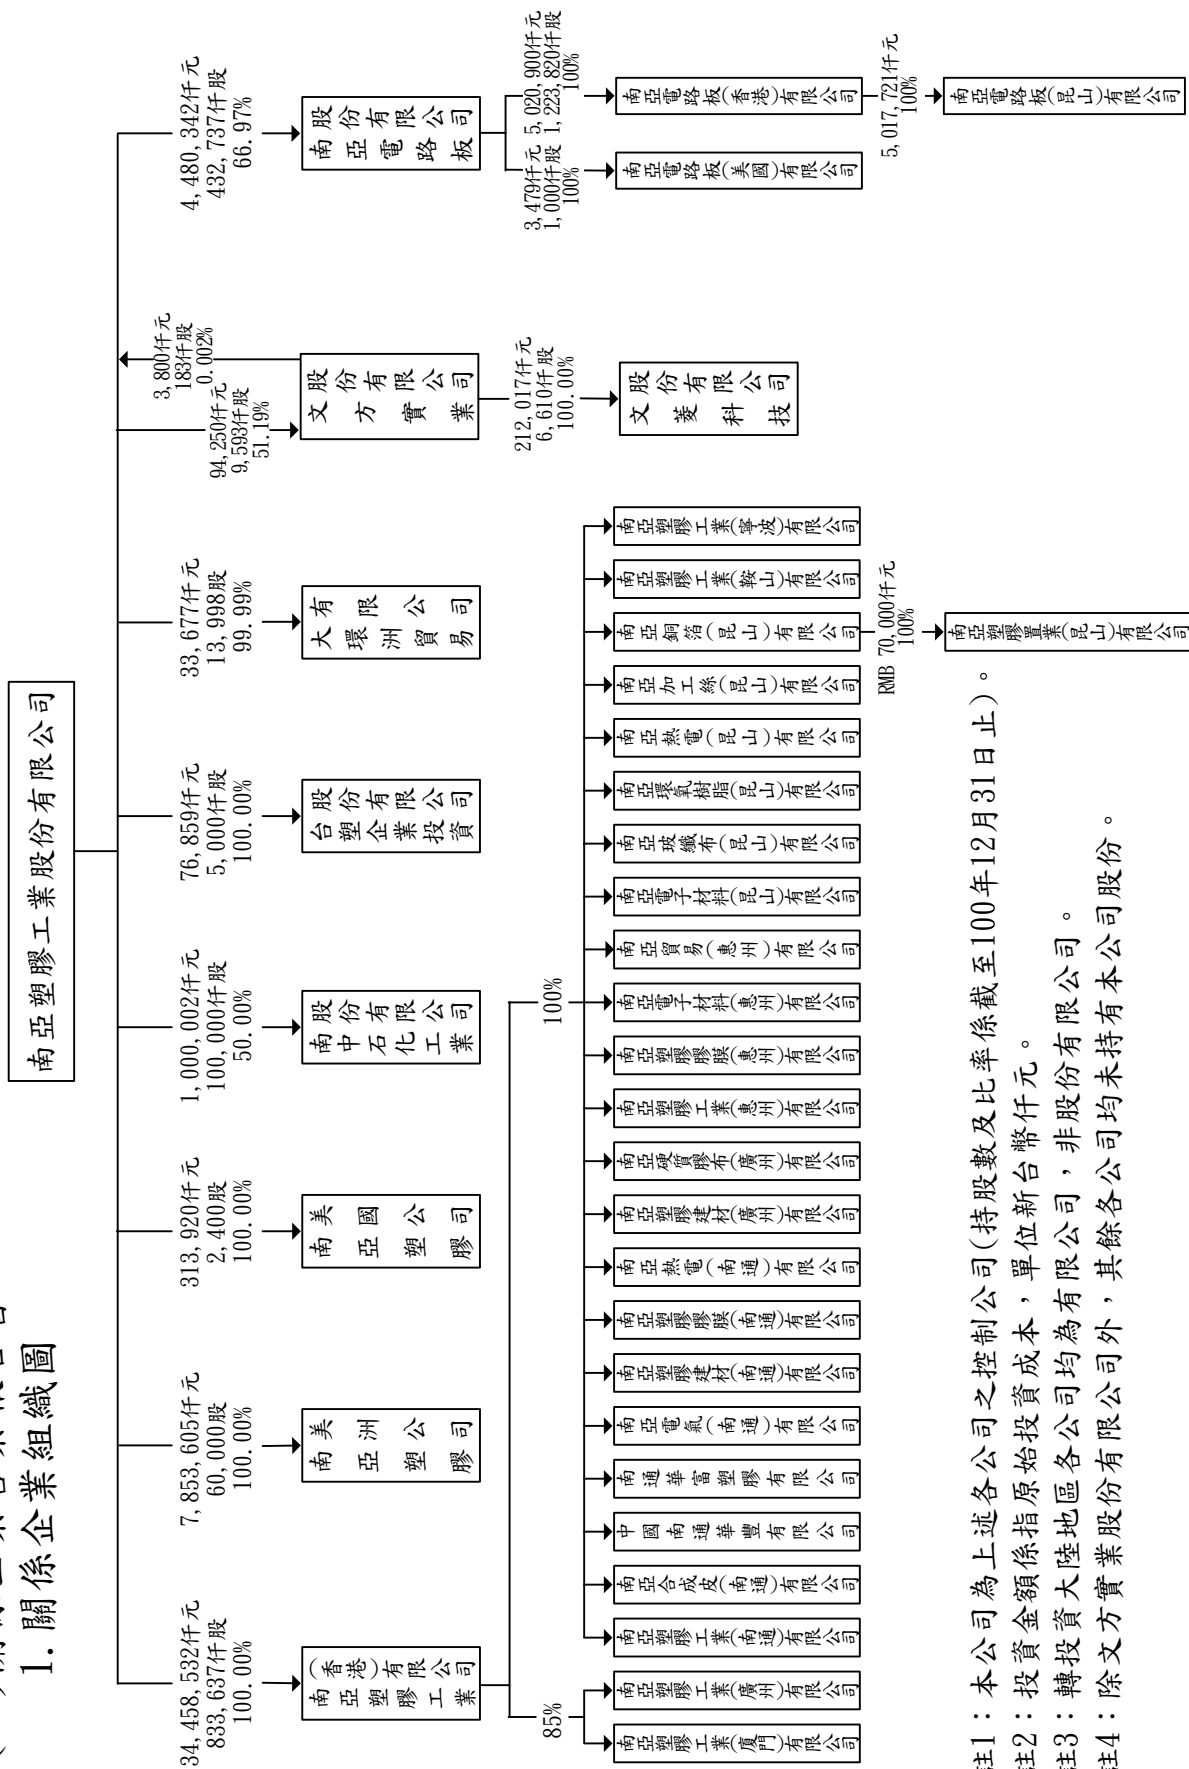 1.關係企業組織圖
南亞塑膠工業股份有限公司
34,458,532仟元
833,637仟股
100.00%
南亞塑膠工業
(香港)有限公司
7,853,605仟元
60,000股
100.00%
南亞塑膠
美洲公司
313,920仟元
2,400股
100.00%
南亞塑膠
美國公司
1,000,002仟元
100,000仟股
50.00%
南中石化工業
股份有限公司
76,859仟元
5,000仟股
100.00%
台塑企業投資
股份有限公司
33,677仟元
13,998股
99.99%
大環洲貿易
有限公司
94,250仟元
9,593仟股
51.19%
3,800仟元
183仟股
0.002%
文方實業
股份有限公司
4,480,342仟元
432,737仟股
66.97%
南亞電路板
股份有限公司
212,017仟元
6,610仟股
100.00%
文菱科技
股份有限公司
3,479仟元
1,000仟股
100%
5,020,900仟元
1,223,820仟股
100%
南亞電路板(美國)有限公司
南亞電路板(香港)有限公司
5,017,721仟元
100%
南亞電路板(昆山)有限公司
85%
100%
南亞塑膠工業(廈門)有限公司
南亞塑膠工業(廣州)有限公司
南亞塑膠工業(南通)有限公司
南亞合成皮(南通)有限公司
中國南通華豐有限公司
南通華富塑膠有限公司
南亞電氣(南通)有限公司
南亞塑膠建材(南通)有限公司
南亞塑膠膠膜(南通)有限公司
南亞熱電(南通)有限公司
南亞塑膠建材(廣州)有限公司
南亞硬質膠布(廣州)有限公司
南亞塑膠工業(惠州)有限公司
南亞塑膠膠膜(惠州)有限公司
南亞電子材料(惠州)有限公司
南亞貿易(惠州)有限公司
南亞電子材料(昆山)有限公司
南亞玻纖布(昆山)有限公司
南亞環氧樹脂(昆山)有限公司
南亞熱電(昆山)有限公司
南亞加工絲(昆山)有限公司
南亞銅箔(昆山)有限公司
南亞塑膠工業(鞍山)有限公司
南亞塑膠工業(寧波)有限公司
RMB 70,000仟元
100%
南亞塑膠置業(昆山)有限公司
註1：本公司為上述各公司之控制公司(持股數及比率係截至100年12月31日止)。
註2：投資金額係指原始投資成本，單位新台幣仟元。
註3：轉投資大陸地區各公司均為有限公司，非股份有限公司。
註4：除文方實業股份有限公司外，其餘各公司均未持有本公司股份。